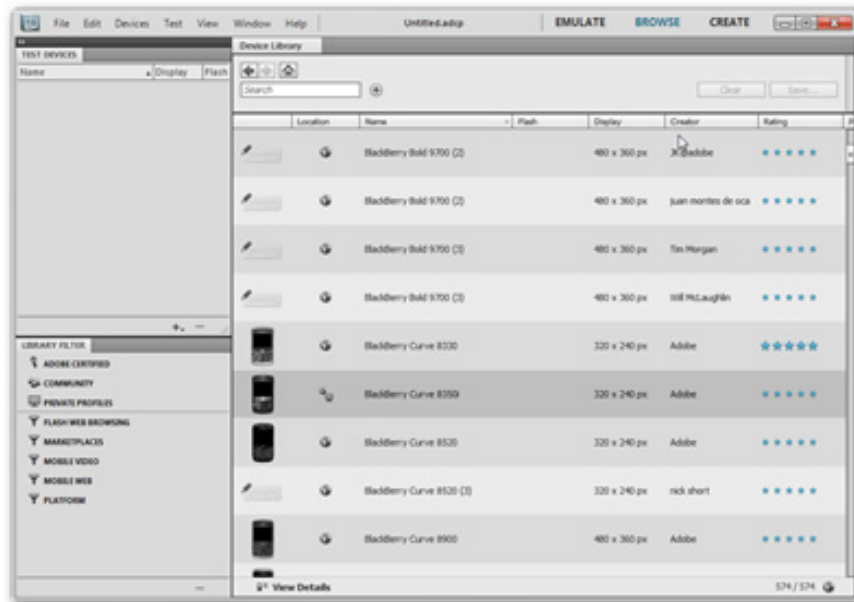 File Edit Devices Test View Window Help Untitled.adcp EMULATE BROWSE CREATE
TEST DEVICES
Name Display Flash
Device Library
Search
Clear Save...
Location Name Flash Display Creator Rating
BlackBerry Bold 9700 (2) 480 x 360 px
BlackBerry Bold 9700 (2) 480 x 360 px juan montes de oca
BlackBerry Bold 9700 (3) 480 x 360 px Tim Morgan
BlackBerry Bold 9700 (3) 480 x 360 px Will McLaughlin
BlackBerry Curve 8330 320 x 240 px Adobe
BlackBerry Curve 8350i 320 x 240 px Adobe
BlackBerry Curve 8520 320 x 240 px Adobe
BlackBerry Curve 8520 (3) 320 x 240 px nick short
BlackBerry Curve 8900 480 x 360 px Adobe
LIBRARY FILTER
ADOBE CERTIFIED
COMMUNITY
PRIVATE PROFILES
FLASH WEB BROWSING
MARKETPLACES
MOBILE VIDEO
MOBILE WEB
PLATFORM
View Details 574 / 574